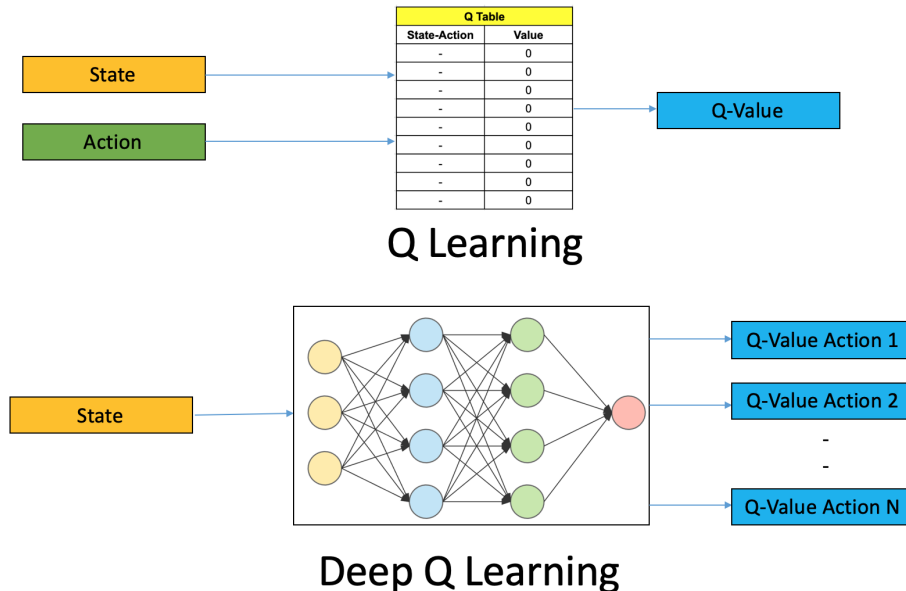 Q Table
State-Action Value
- 0
- 0
- 0
- 0
- 0
- 0
- 0
- 0
- 0
State
Action
Q-Value
Q Learning
State
Q-Value Action 1
Q-Value Action 2
-
-
Q-Value Action N
Deep Q Learning